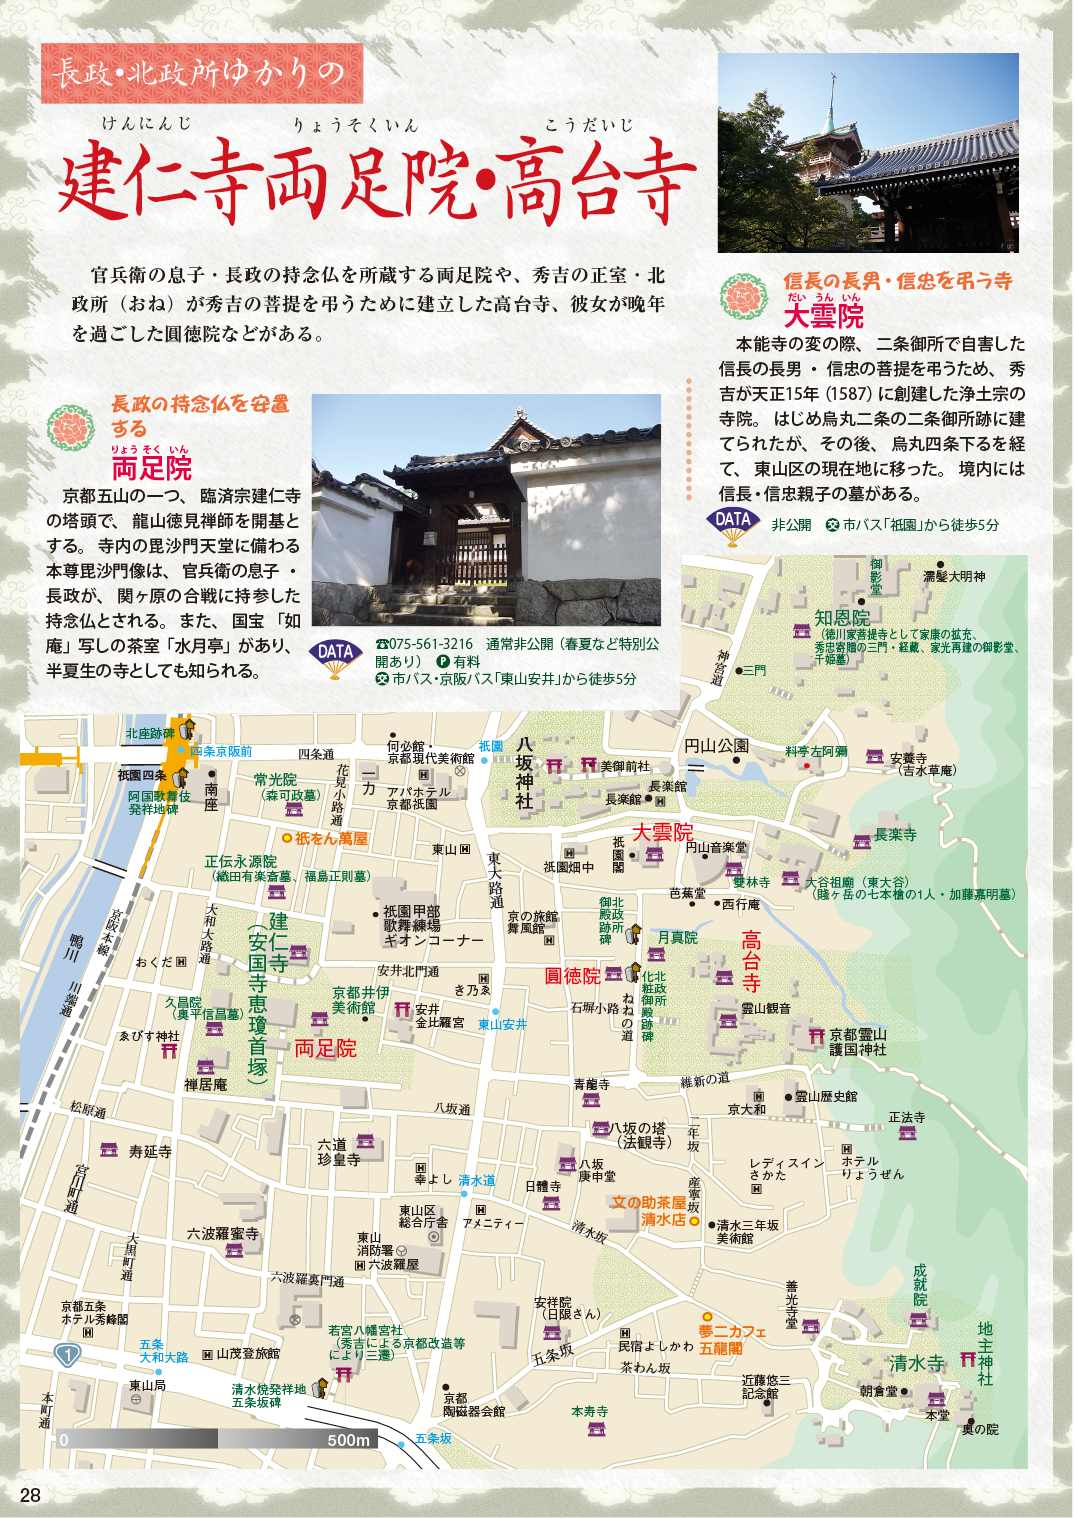 長政・北政所ゆかりの
けんにんじ りょうそくいん こうだいじ
建仁寺両足院・高台寺
官兵衛の息子・長政の持念仏を所蔵する両足院や、秀吉の正室・北
政所（おね）が秀吉の菩提を弔うために建立した高台寺、彼女が晩年
を過ごした圓徳院などがある。
長政の持念仏を安置
する
りょう そく いん
両足院
京都五山の一つ、臨済宗建仁寺
の塔頭で、龍山徳見禅師を開基と
する。寺内の毘沙門天堂に備わる
本尊毘沙門像は、官兵衛の息子・
長政が、関ヶ原の合戦に持参した
持念仏とされる。また、国宝「如
庵」写しの茶室「水月亭」があり、
半夏生の寺としても知られる。
DATA
☎075-561-3216 通常非公開（春夏など特別公
開あり） P有料
交市バス・京阪バス「東山安井」から徒歩5分
信長の長男・信忠を弔う寺
だい うん いん
大雲院
本能寺の変の際、二条御所で自害した
信長の長男・信忠の菩提を弔うため、秀
吉が天正15年（1587）に創建した浄土宗の
寺院。はじめ烏丸二条の二条御所跡に建
てられたが、その後、烏丸四条下るを経
て、東山区の現在地に移った。境内には
信長・信忠親子の墓がある。
DATA
非公開 交市バス「祇園」から徒歩5分
御影堂
濡髪大明神
知恩院
（徳川家菩提寺として家康の拡充、
秀忠寄贈の三門・経蔵、家光再建の御影堂、
千姫墓）
神宮道
三門
北座跡碑
四条京阪前
四条通
何必館・
京都現代美術館
祇園
八坂神社
美御前社
円山公園
料亭左阿彌
安養寺
（吉水草庵）
祇園四条
阿国歌舞伎
発祥地碑
南座
常光院
（森可政墓）
花見小路通
一力
アパホテル
京都祇園
長楽館
長楽館
祇をん萬屋
東山
東大路通
祇園畑中
祇園閣
大雲院
円山音楽堂
長楽寺
正伝永源院
（織田有楽斎墓、福島正則墓）
雙林寺
大谷祖廟（東大谷）
（賤ヶ岳の七本槍の1人・加藤嘉明墓）
芭蕉堂
西行庵
京阪本線
鴨川
川端通
大和大路通
建仁寺
（安国寺恵瓊首塚）
祇園甲部
歌舞練場
ギオンコーナー
京の旅館
舞風館
北政所
御殿跡碑
月真院
高台寺
おくだ
安井北門通
き乃ゑ
圓徳院
北政所
化粧御殿跡碑
久昌院
（奥平信昌墓）
京都井伊
美術館
安井
金比羅宮
東山安井
石塀小路
ねねの道
霊山観音
ゑびす神社
両足院
京都霊山
護国神社
禅居庵
青龍寺
維新の道
松原通
八坂通
京大和
霊山歴史館
正法寺
八坂の塔
（法観寺）
二年坂
寿延寺
六道
珍皇寺
幸よし
清水道
八坂
庚申堂
日體寺
レディスイン
さかた
ホテル
りょうぜん
宮川町通
産寧坂
文の助茶屋
清水店
東山区
総合庁舎
アメニティー
清水坂
清水三年坂
美術館
六波羅蜜寺
東山
消防署
六波羅屋
大黒町通
六波羅裏門通
成就院
善光寺堂
京都五条
ホテル秀峰閣
安祥院
（日限さん）
民宿よしかわ
夢二カフェ
五龍閣
地主神社
若宮八幡宮社
（秀吉による京都改造等
により三遷）
1
五条
大和大路
山茂登旅館
五条坂
茶わん坂
清水寺
東山局
近藤悠三
記念館
朝倉堂
清水焼発祥地
五条坂碑
本町通
京都
陶磁器会館
本寿寺
本堂
奥の院
0 500m
五条坂
28